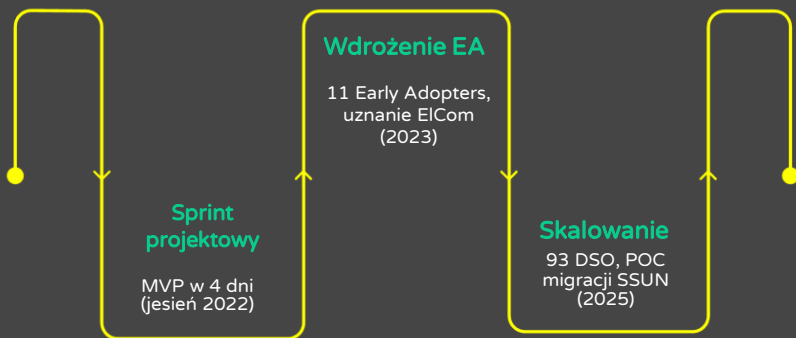 Wdrożenie EA
11 Early Adopters,
uznanie ElCom
(2023)
Sprint
projektowy
MVP w 4 dni
(jesień 2022)
Skalowanie
93 DSO, POC
migracji SSUN
(2025)